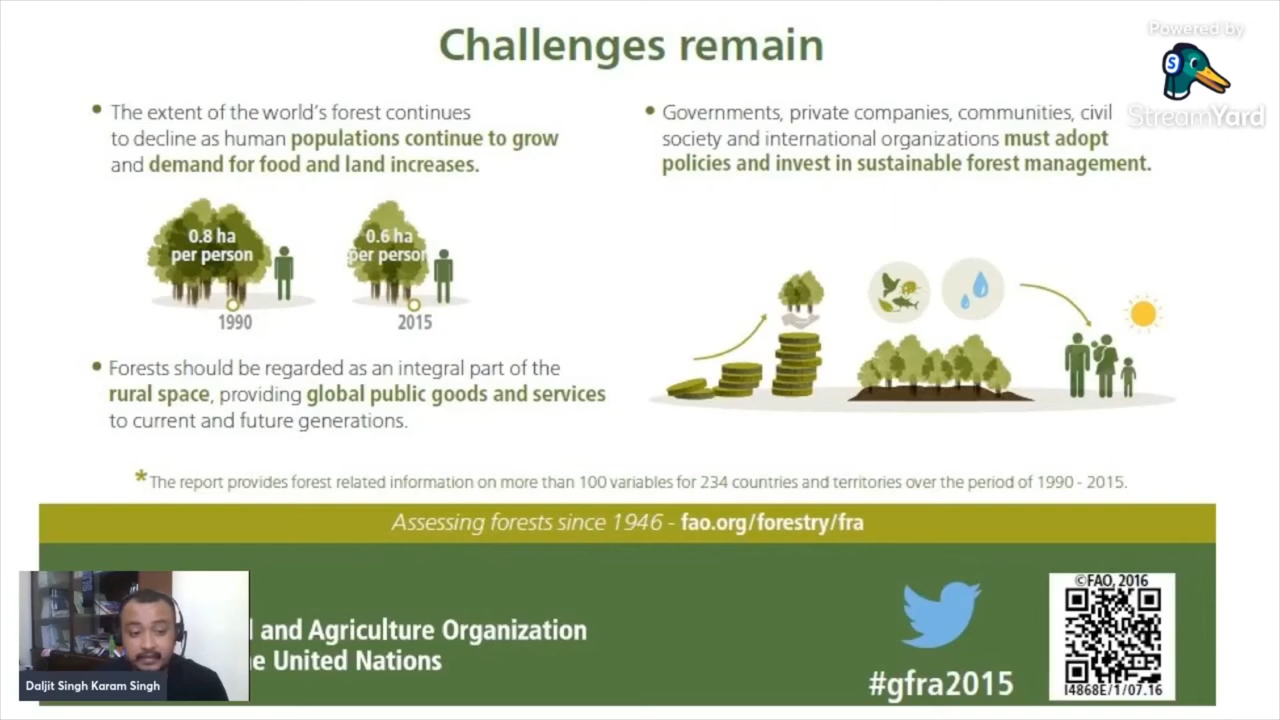 Challenges remain
Powered by
StreamYard
The extent of the world's forest continues
to decline as human populations continue to grow
and demand for food and land increases.
0.8 ha
per person
0.6 ha
per person
1990
2015
Forests should be regarded as an integral part of the
rural space, providing global public goods and services
to current and future generations.
Governments, private companies, communities, civil
society and international organizations must adopt
policies and invest in sustainable forest management.
*The report provides forest related information on more than 100 variables for 234 countries and territories over the period of 1990 - 2015.
Assessing forests since 1946 - fao.org/forestry/fra
and Agriculture Organization
United Nations
#gfra2015
©FAO, 2016
I4868E/1/07.16
Daljit Singh Karam Singh